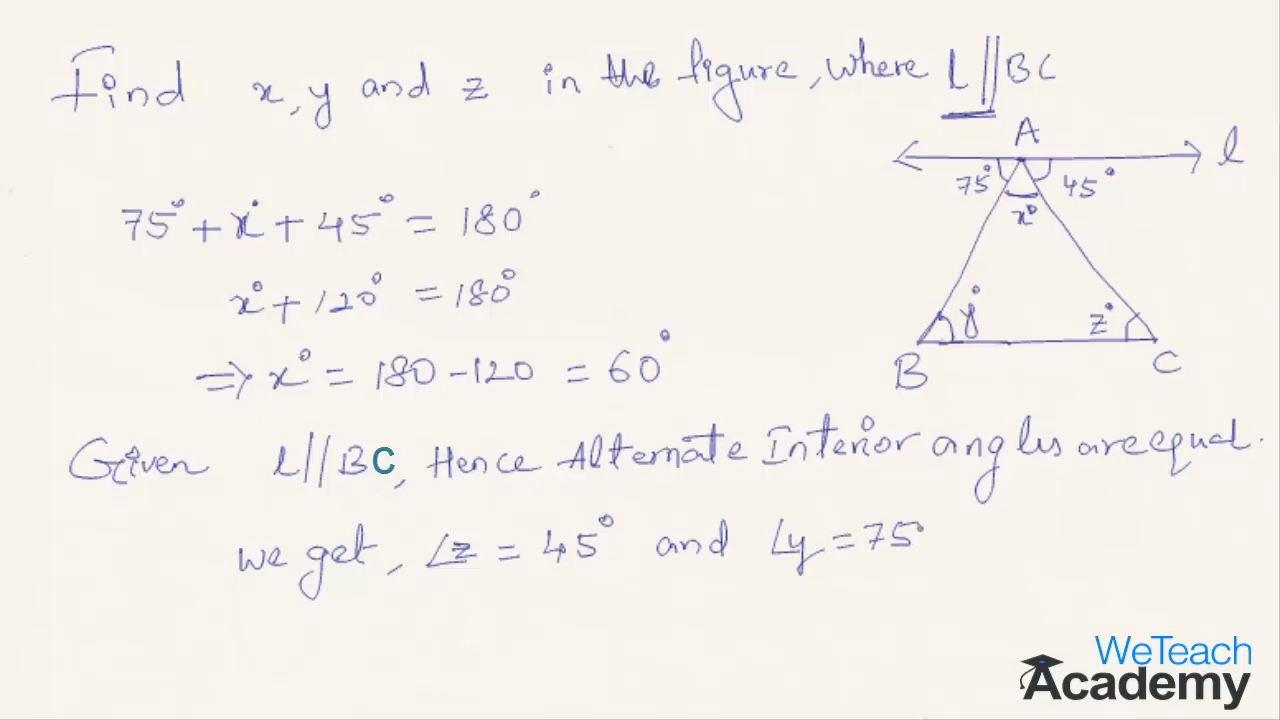 Find x, y and z in the figure, where l || BC
A
l
75° 45°
x°
75° + x° + 45° = 180°
x° + 120° = 180°
y° z°
⇒ x° = 180 - 120 = 60°
B C
Given l || BC, Hence Alternate Interior angles are equal.
we get, ∠z = 45° and ∠y = 75°
WeTeach
Academy